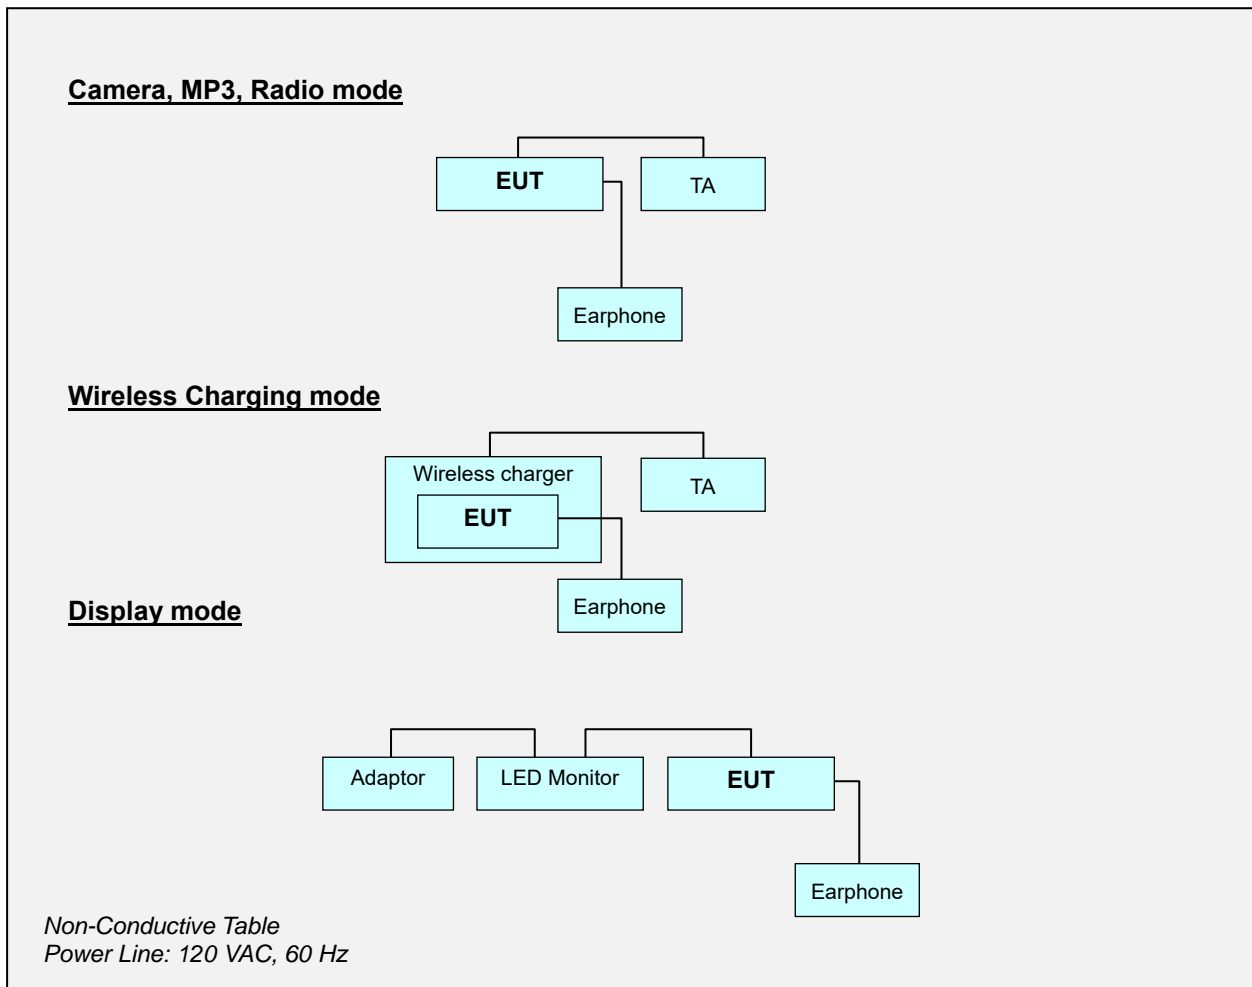 Camera, MP3, Radio mode
EUT
TA
Earphone
Wireless Charging mode
Wireless charger
TA
EUT
Earphone
Display mode
Adaptor
LED Monitor
EUT
Earphone
Non-Conductive Table
Power Line: 120 VAC, 60 Hz